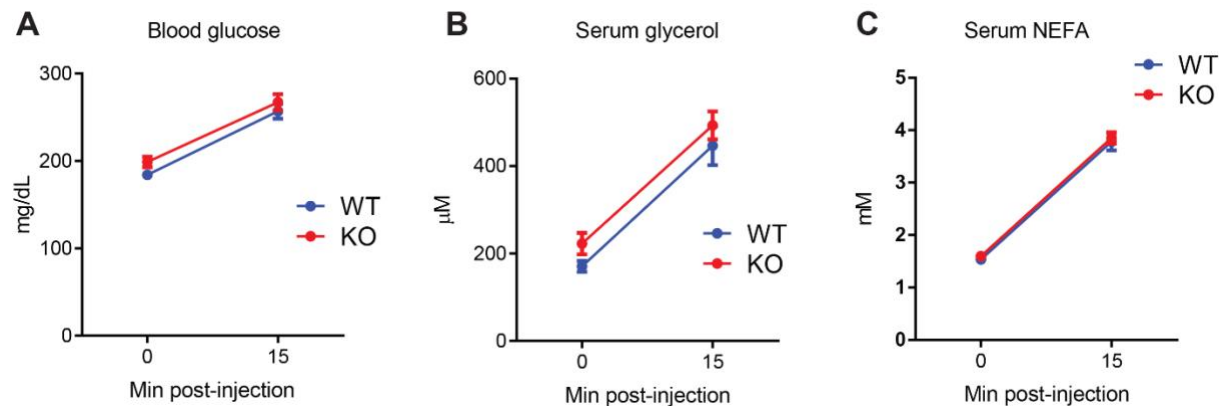 A
Blood glucose
300
200
100
0
mg/dL
0 15
Min post-injection
WT
KO
B
Serum glycerol
600
400
200
0
µM
0 15
Min post-injection
WT
KO
C
Serum NEFA
5
4
3
2
1
0
mM
0 15
Min post-injection
WT
KO